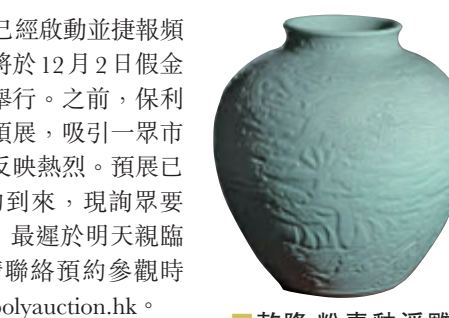 已經啟動並捷報頻
將於12月2日假金
舉行。之前，保利
預展，吸引一眾市
反映熱烈。預展已
到來，現詢眾要
最遲於明天親臨
聯絡預約參觀時
olyauction.hk。
乾隆 粉青釉浮雕